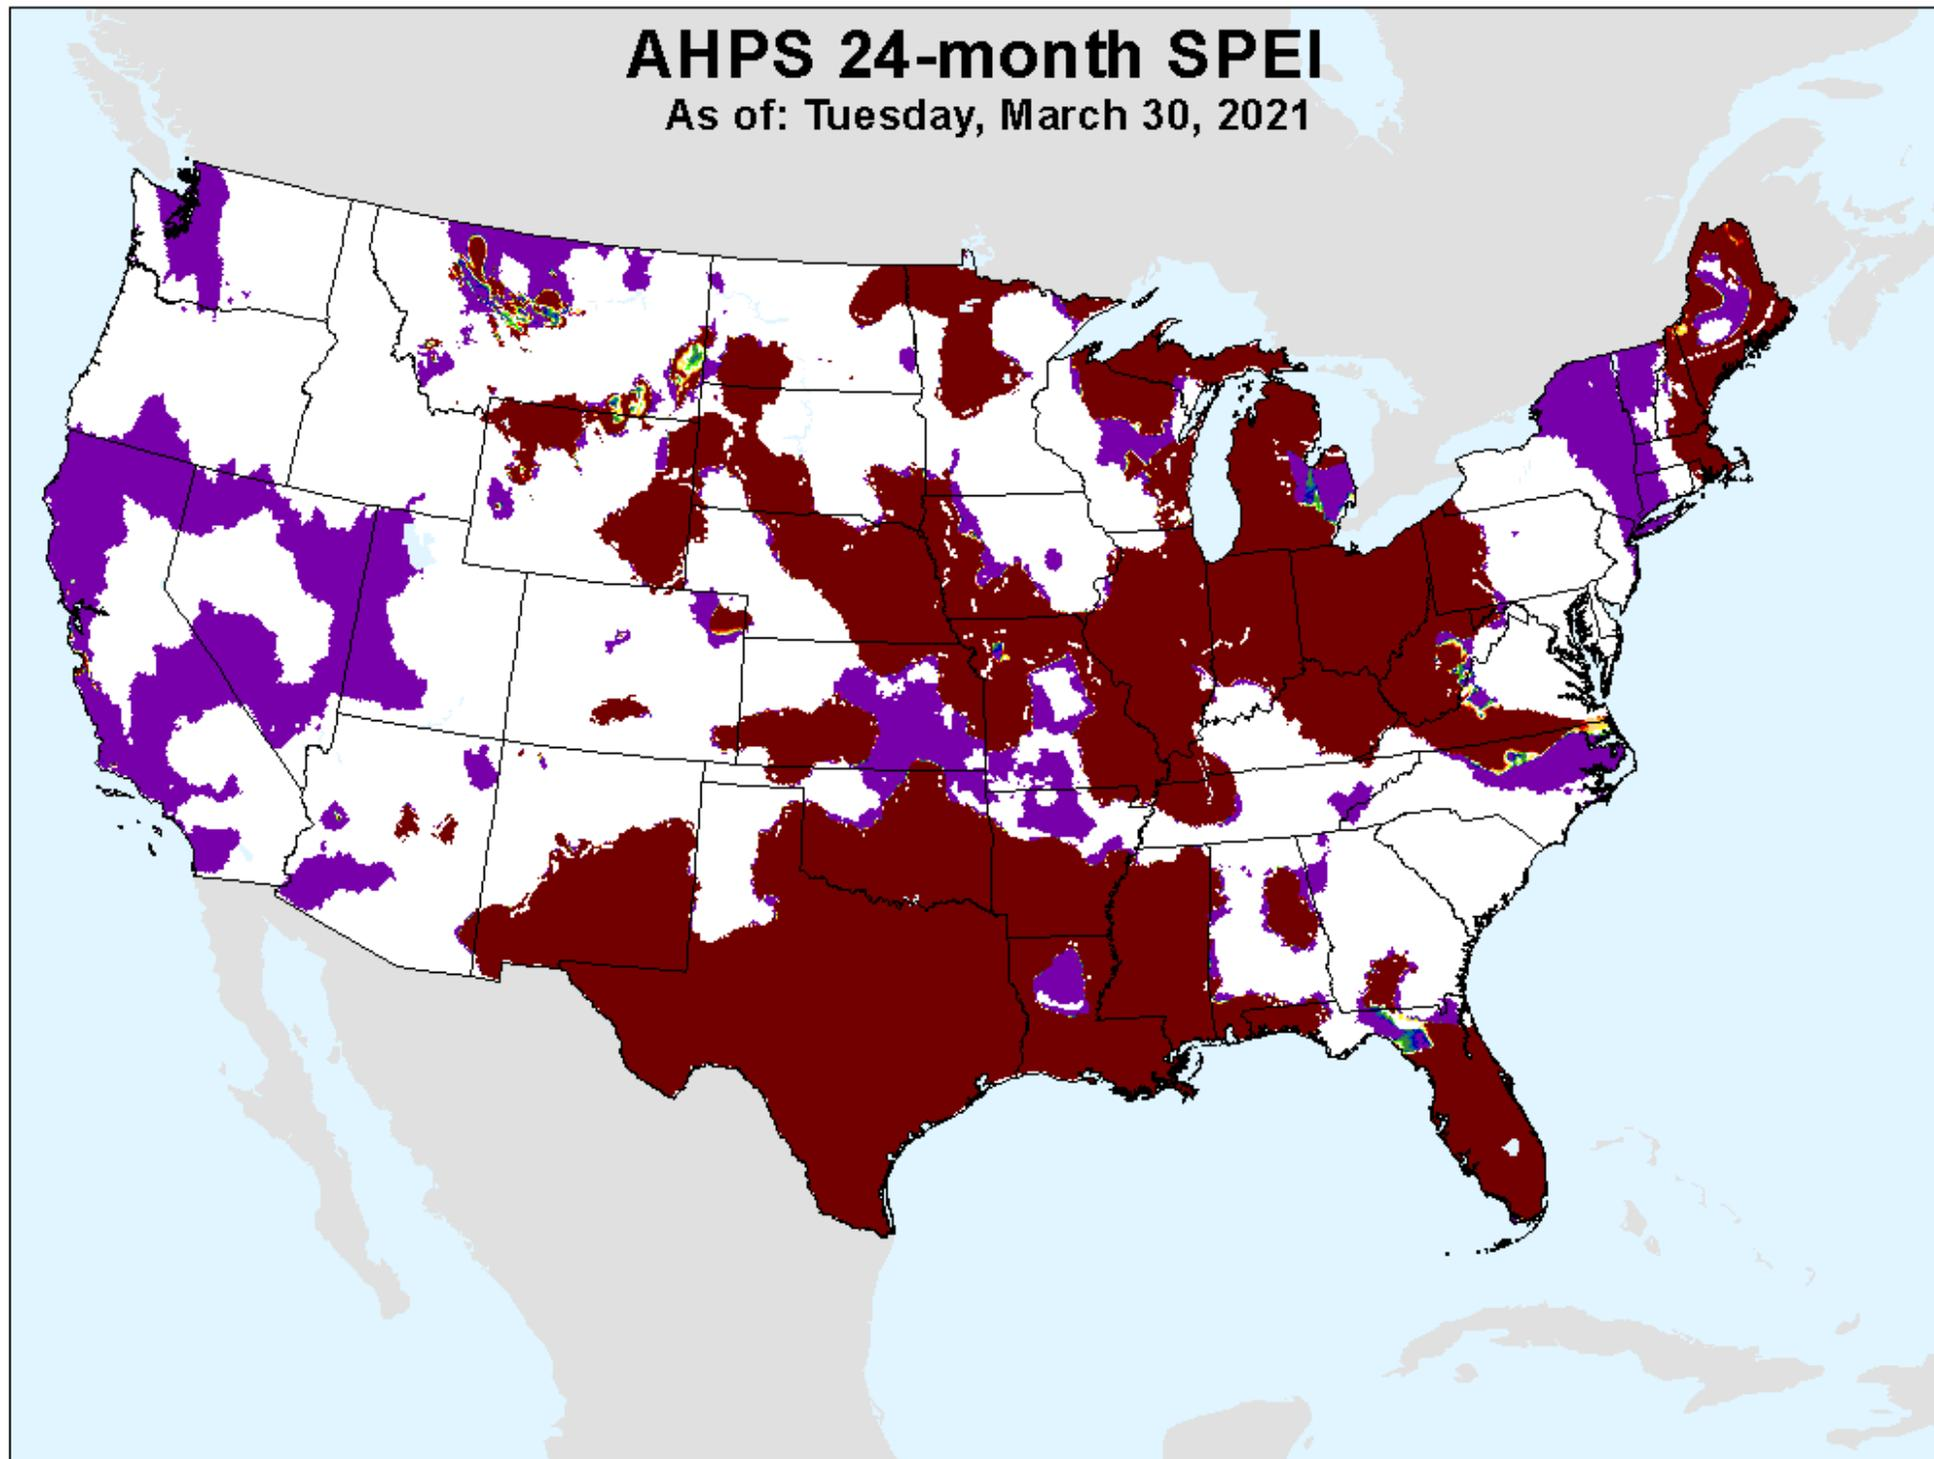 AHPS 24-month SPEI
As of: Tuesday, March 30, 2021